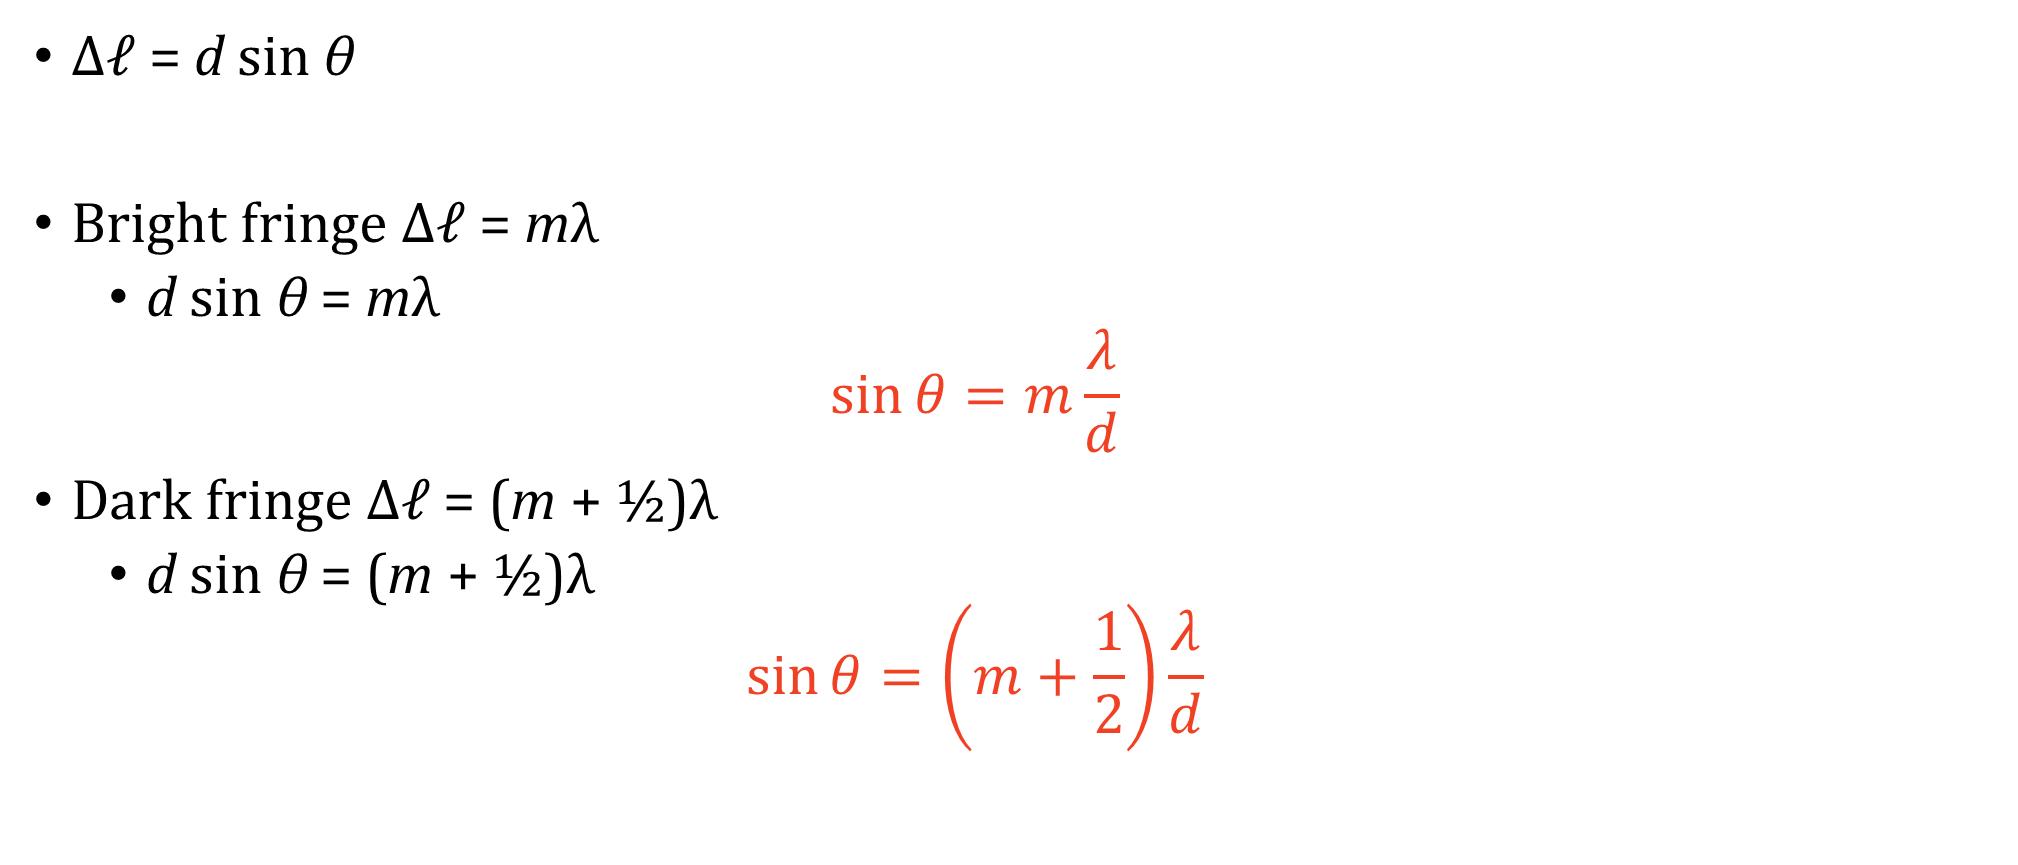 • Δℓ = d sin θ
• Bright fringe Δℓ = mλ
• d sin θ = mλ
sin θ = m λ/d
• Dark fringe Δℓ = (m + ½)λ
• d sin θ = (m + ½)λ
sin θ = (m + 1/2) λ/d